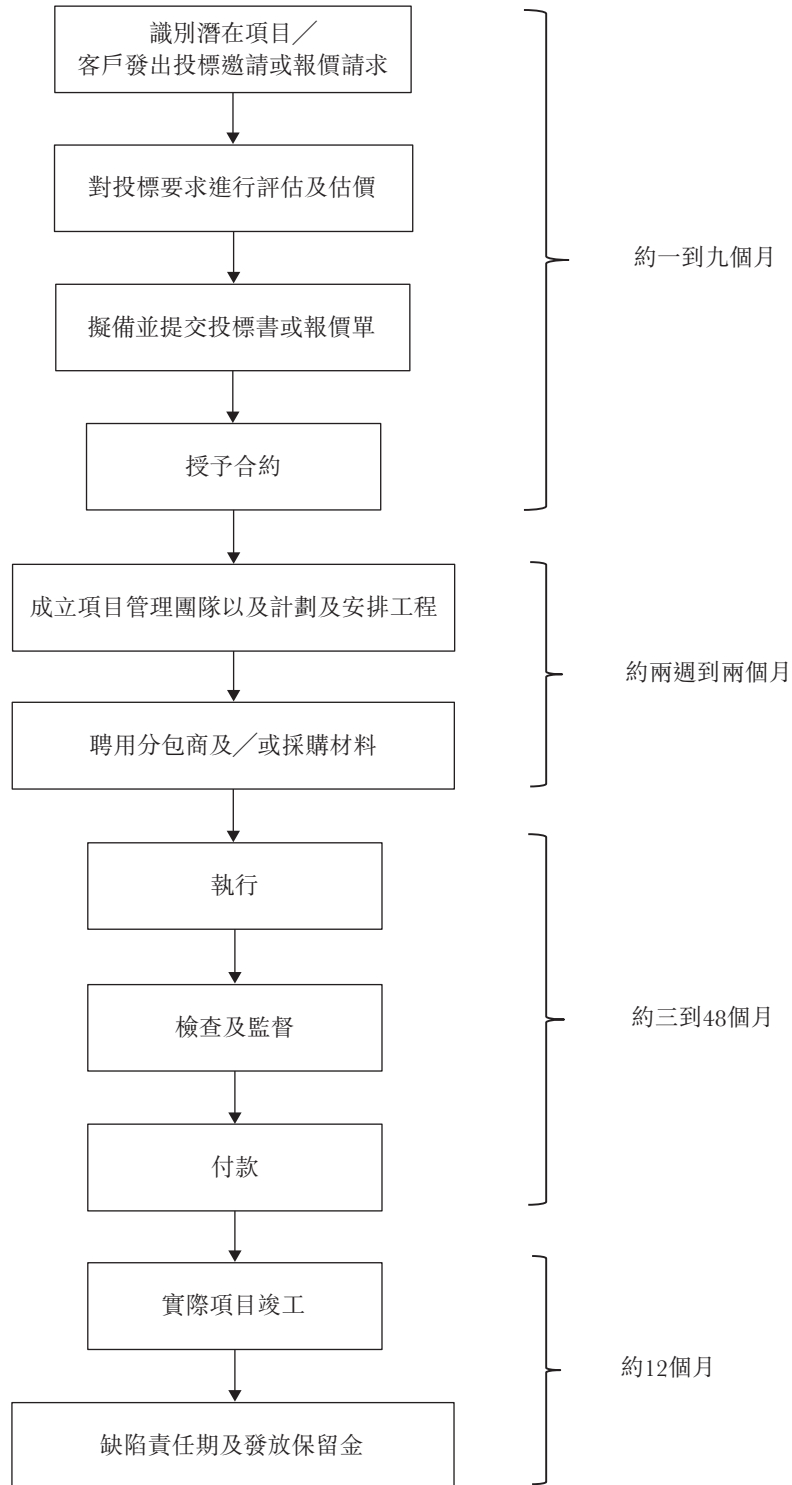 識別潛在項目╱
客戶發出投標邀請或報價請求
對投標要求進行評估及估價
擬備並提交投標書或報價單
授予合約
約一到九個月
成立項目管理團隊以及計劃及安排工程
聘用分包商及╱或採購材料
約兩週到兩個月
執行
檢查及監督
付款
約三到48個月
實際項目竣工
缺陷責任期及發放保留金
約12個月